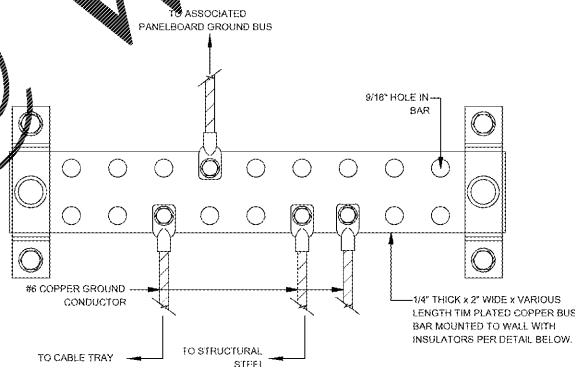 TO ASSOCIATED
PANELBOARD GROUND BUS
9/16" HOLE IN
BAR
#6 COPPER GROUND
CONDUCTOR
1/4" THICK x 2" WIDE x VARIOUS
LENGTH TIM PLATED COPPER BUS
BAR MOUNTED TO WALL WITH
INSULATORS PER DETAIL BELOW.
TO CABLE TRAY
TO STRUCTURAL
STEEL